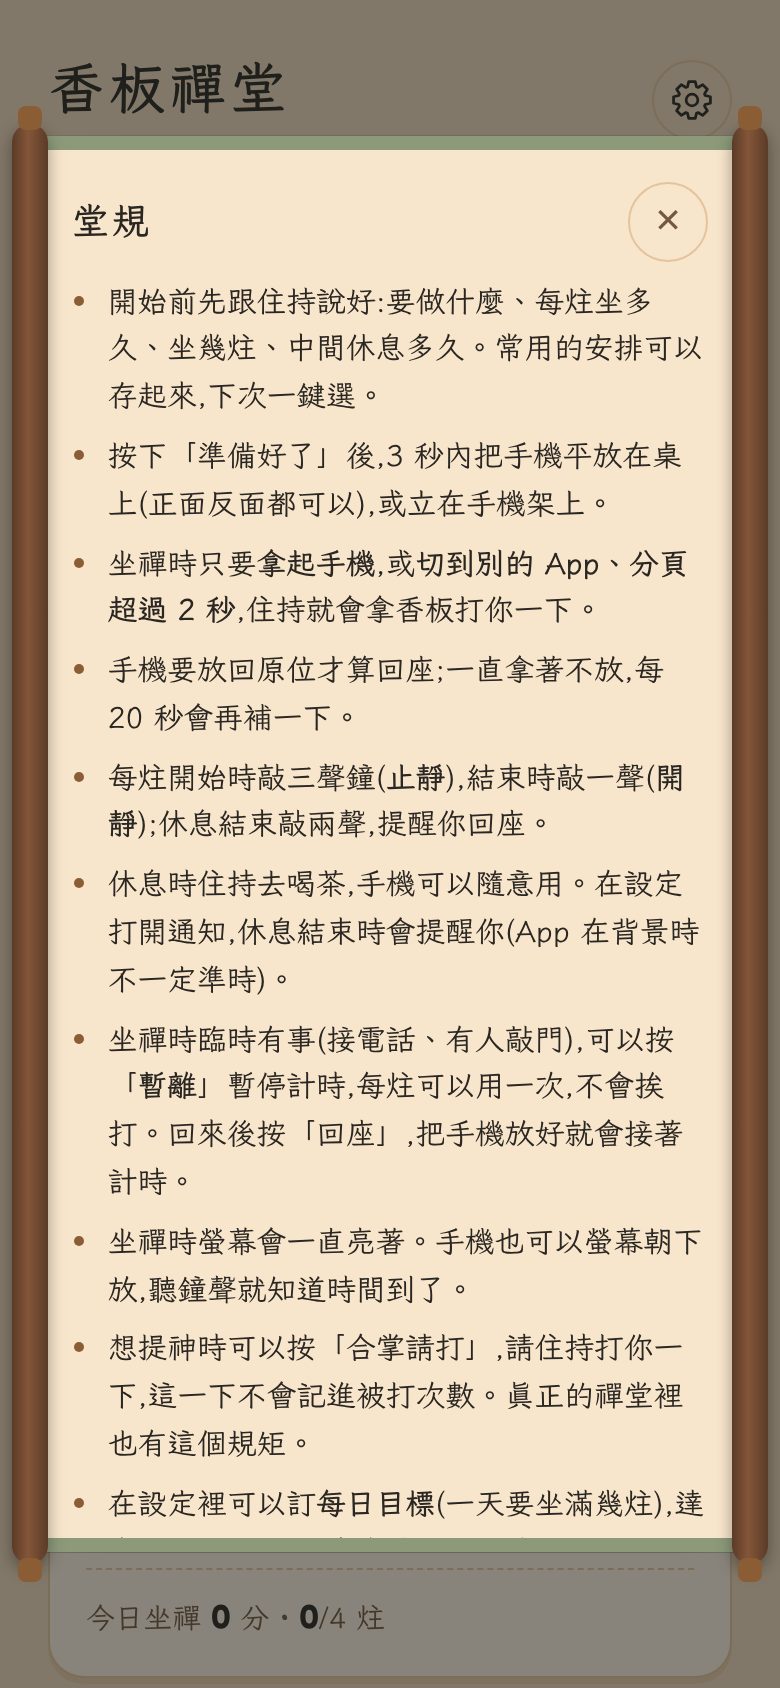 香板禪堂
堂規
開始前先跟住持說好:要做什麼、每炷坐多
久、坐幾炷、中間休息多久。常用的安排可以
存起來,下次一鍵選。
按下「準備好了」後,3 秒內把手機平放在桌
上(正面反面都可以),或立在手機架上。
坐禪時只要拿起手機,或切到別的 App、分頁
超過 2 秒,住持就會拿香板打你一下。
手機要放回原位才算回座;一直拿著不放,每
20 秒會再補一下。
每炷開始時敲三聲鐘(止靜),結束時敲一聲(開
靜);休息結束敲兩聲,提醒你回座。
休息時住持去喝茶,手機可以隨意用。在設定
打開通知,休息結束時會提醒你(App 在背景時
不一定準時)。
坐禪時臨時有事(接電話、有人敲門),可以按
「暫離」暫停計時,每炷可以用一次,不會挨
打。回來後按「回座」,把手機放好就會接著
計時。
坐禪時螢幕會一直亮著。手機也可以螢幕朝下
放,聽鐘聲就知道時間到了。
想提神時可以按「合掌請打」,請住持打你一
下,這一下不會記進被打次數。真正的禪堂裡
也有這個規矩。
在設定裡可以訂每日目標(一天要坐滿幾炷),達
今日坐禪 0 分・0/4 炷